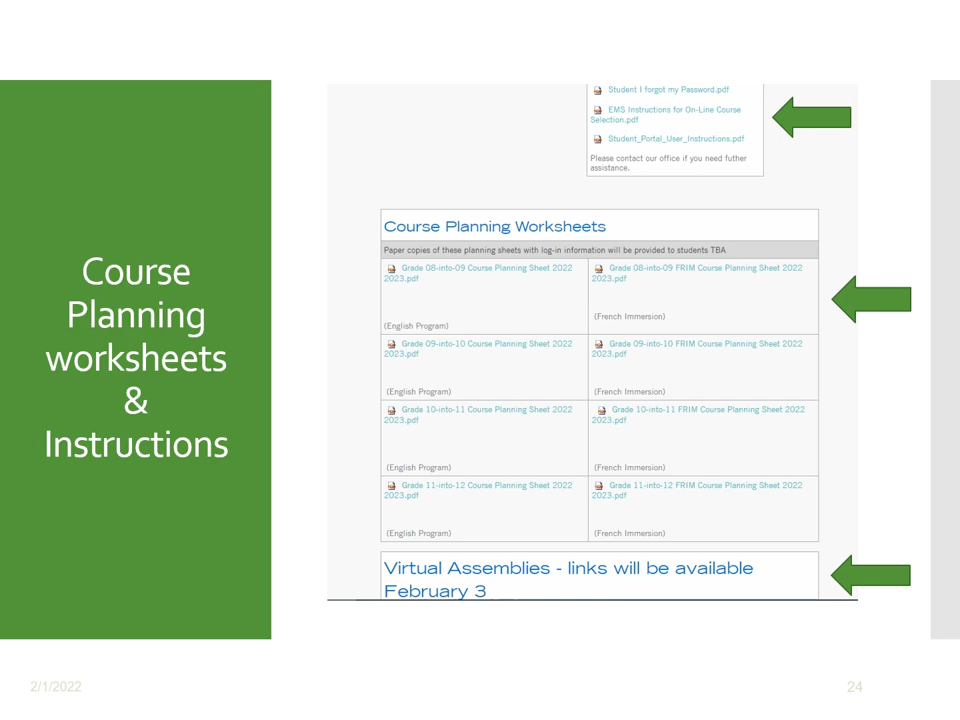 Course
Planning
worksheets
&
Instructions
Student I forgot my Password.pdf
EMS Instructions for On-Line Course
Selection.pdf
Student_Portal_User_Instructions.pdf
Please contact our office if you need futher
assistance.
Course Planning Worksheets
Paper copies of these planning sheets with log-in information will be provided to students TBA
Grade 08-into-09 Course Planning Sheet 2022
2023.pdf
(English Program)
Grade 08-into-09 FRIM Course Planning Sheet 2022
2023.pdf
(French Immersion)
Grade 09-into-10 Course Planning Sheet 2022
2023.pdf
(English Program)
Grade 09-into-10 FRIM Course Planning Sheet 2022
2023.pdf
(French Immersion)
Grade 10-into-11 Course Planning Sheet 2022
2023.pdf
(English Program)
Grade 10-into-11 FRIM Course Planning Sheet 2022
2023.pdf
(French Immersion)
Grade 11-into-12 Course Planning Sheet 2022
2023.pdf
(English Program)
Grade 11-into-12 FRIM Course Planning Sheet 2022
2023.pdf
(French Immersion)
Virtual Assemblies - links will be available
February 3
2/1/2022
24